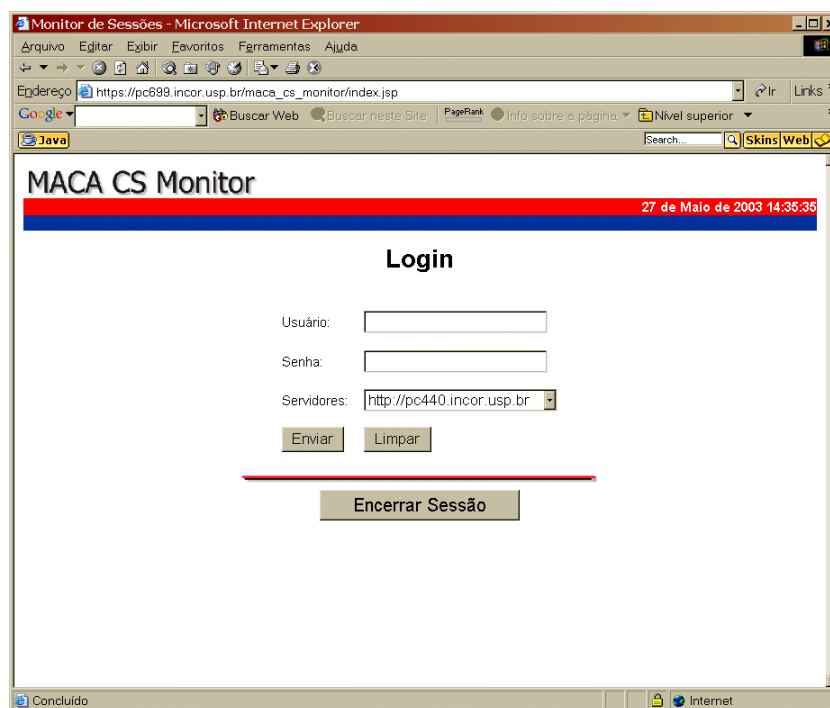 Monitor de Sessões - Microsoft Internet Explorer
Arquivo Editar Exibir Favoritos Ferramentas Ajuda
Endereço https://pc699.incor.usp.br/maca_cs_monitor/index.jsp Ir Links
Google Buscar Web Buscar neste Site PageRank Info sobre a página Nível superior
Java Search... Skins Web
MACA CS Monitor
27 de Maio de 2003 14:35:35
Login
Usuário:
Senha:
Servidores: http://pc440.incor.usp.br
Enviar Limpar
Encerrar Sessão
Concluído Internet